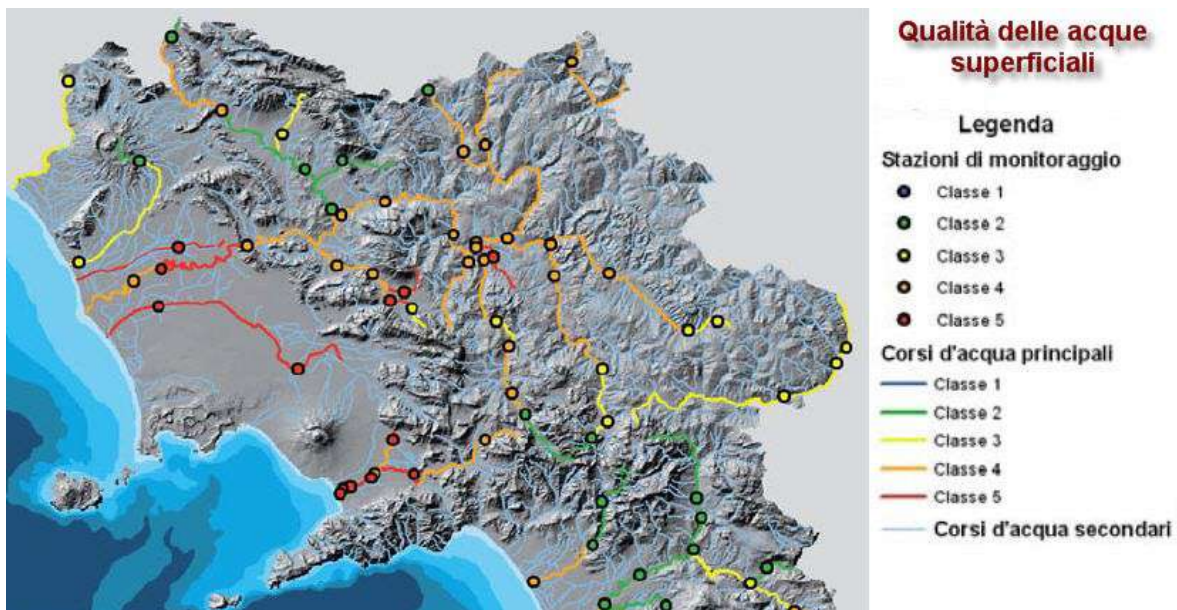 Qualità delle acque
superficiali
Legenda
Stazioni di monitoraggio
Classe 1
Classe 2
Classe 3
Classe 4
Classe 5
Corsi d'acqua principali
Classe 1
Classe 2
Classe 3
Classe 4
Classe 5
Corsi d'acqua secondari